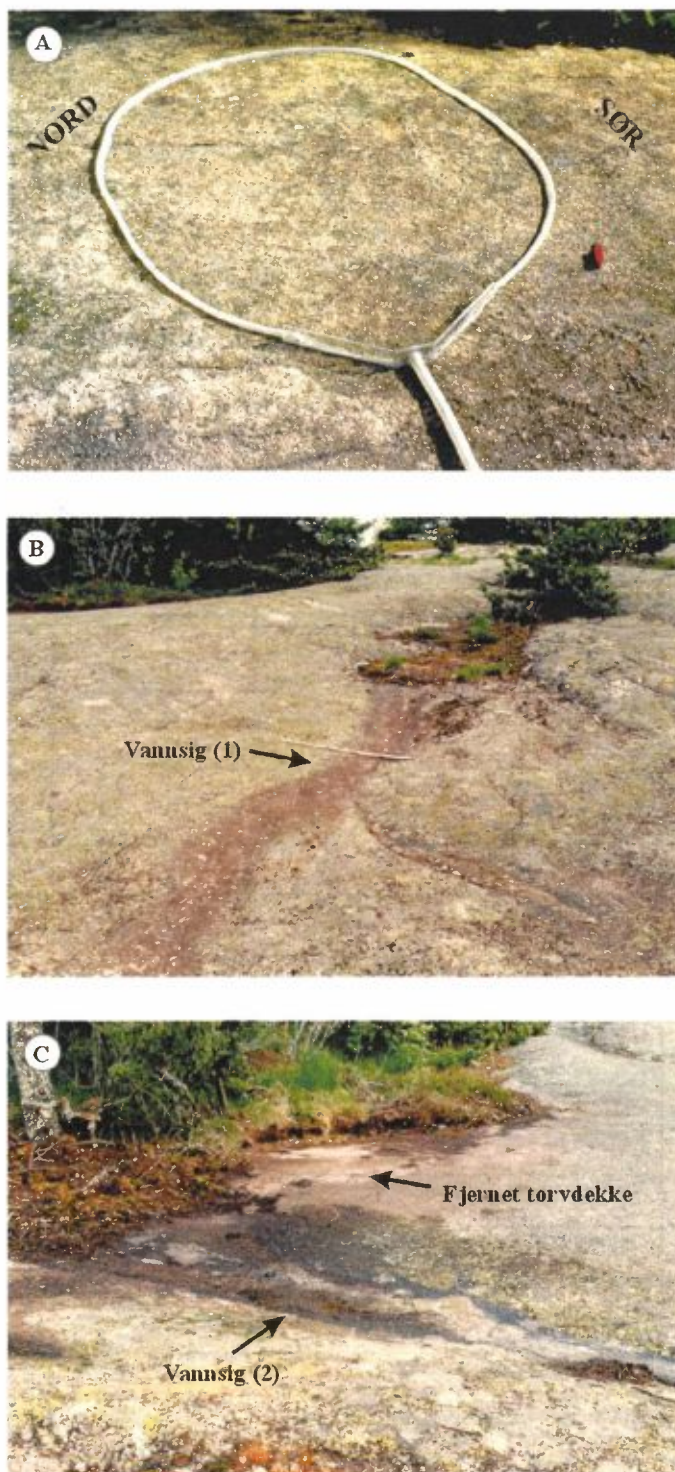 A
NORD
SØR
B
Vannsig (1)
C
Fjernet torvdekke
Vannsig (2)